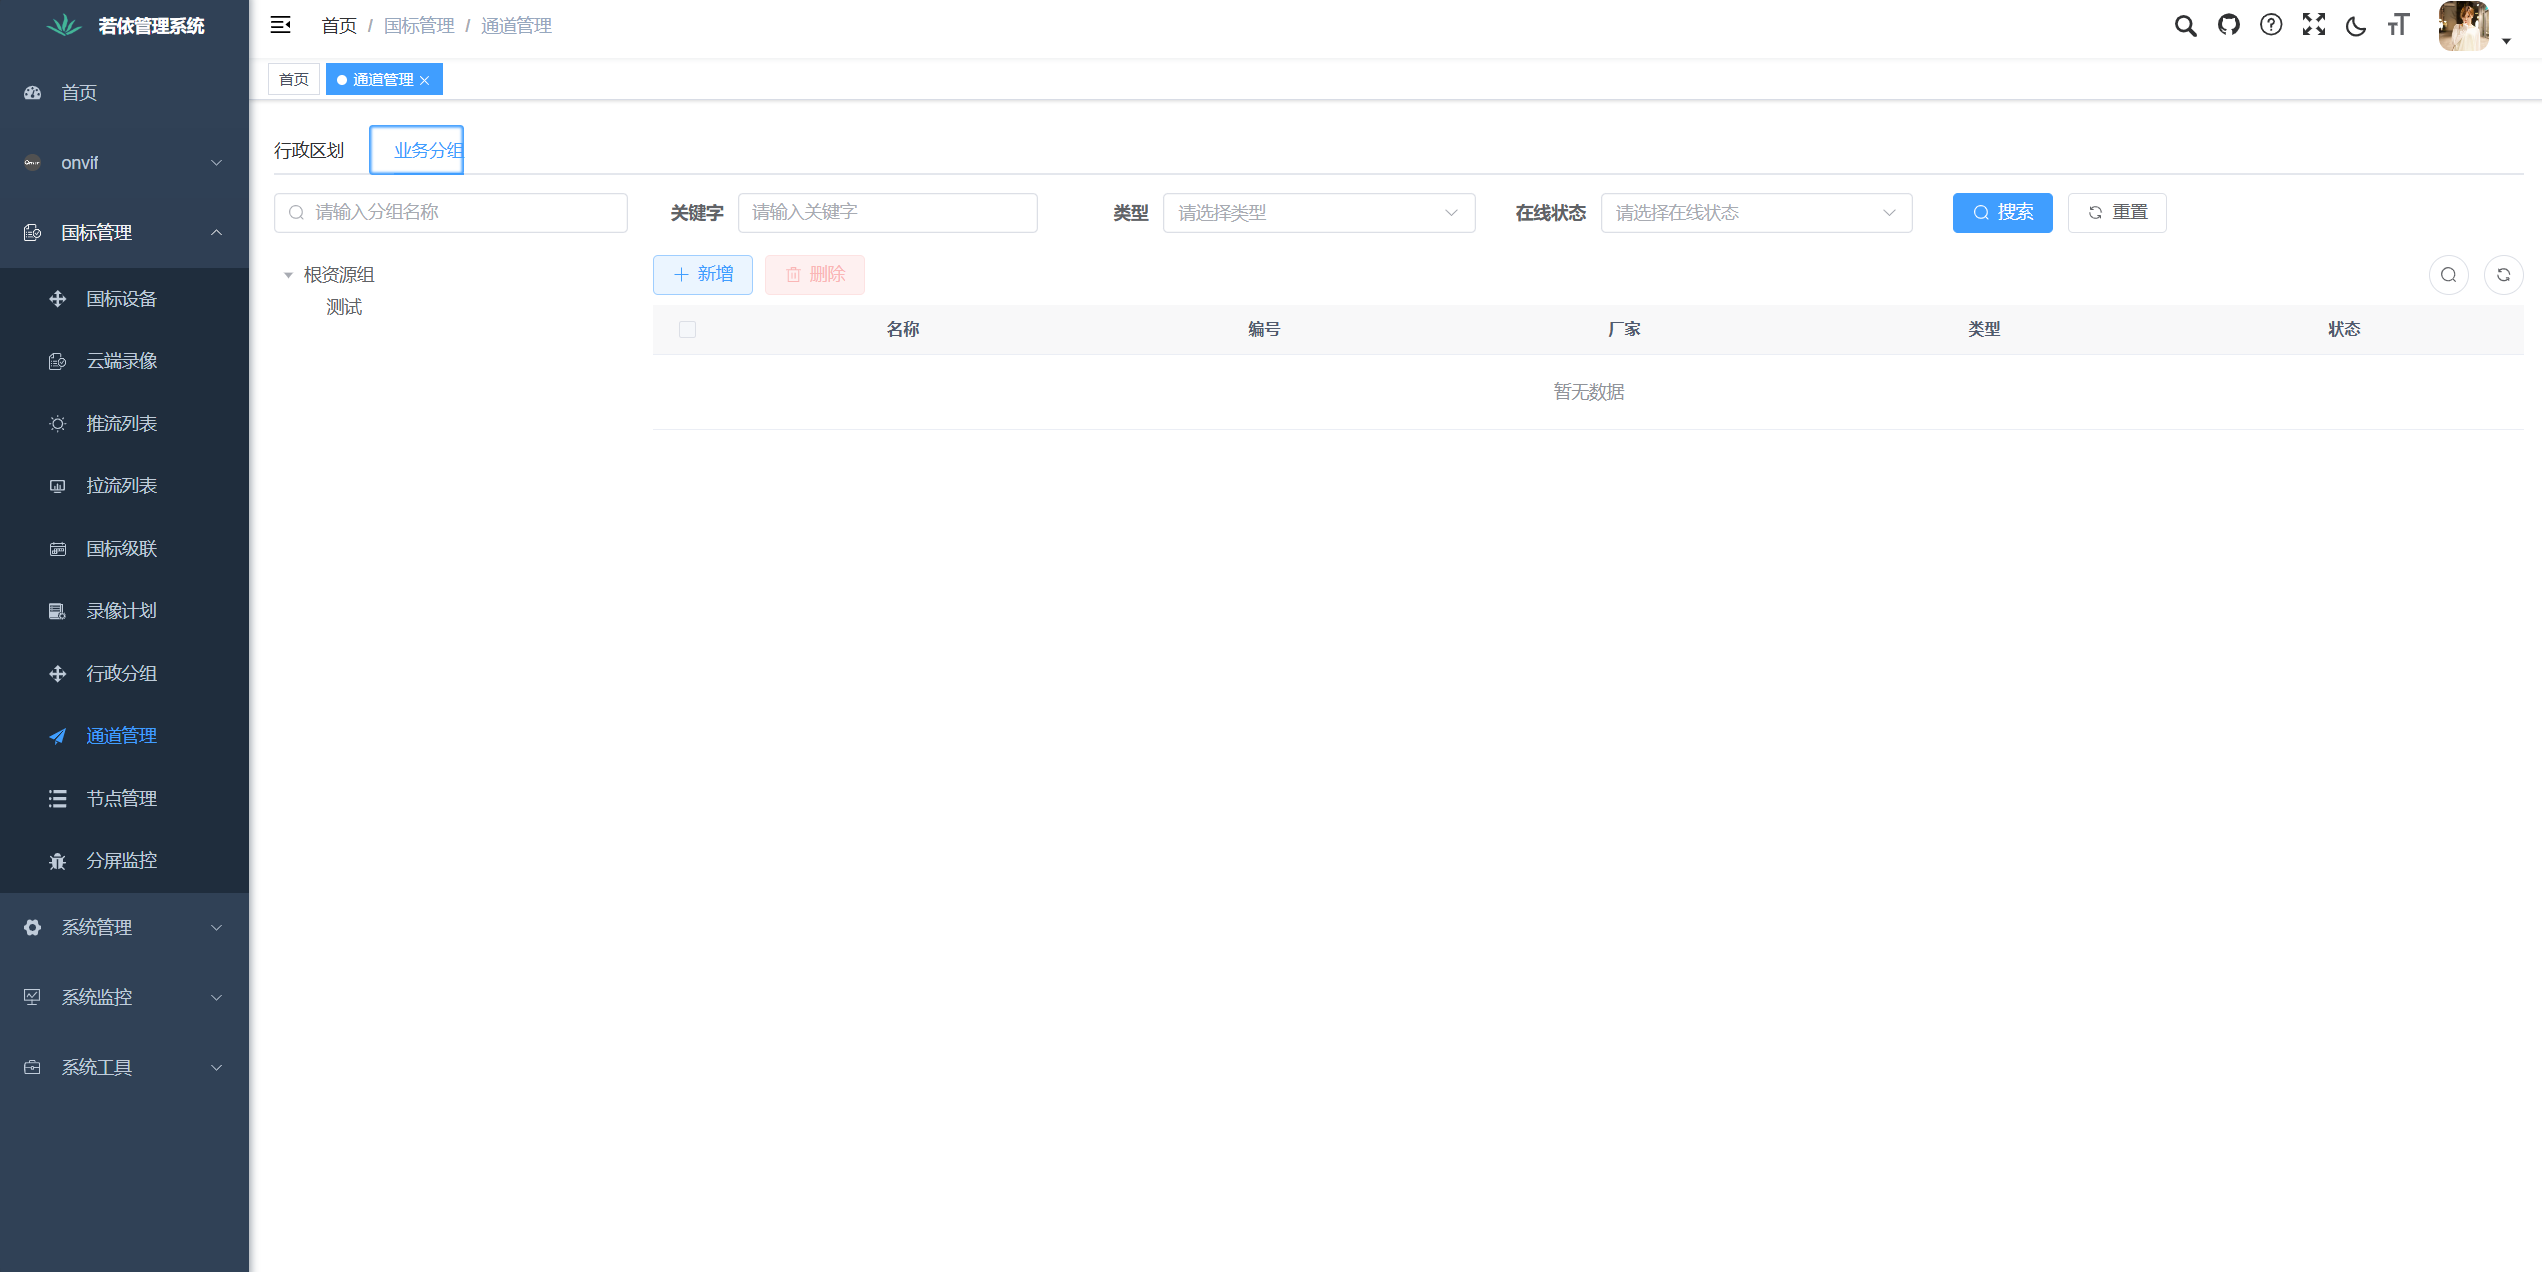 若依管理系统
首页 / 国标管理 / 通道管理
首页
通道管理
首页
onvif
国标管理
国标设备
云端录像
推流列表
拉流列表
国标级联
录像计划
行政分组
通道管理
节点管理
分屏监控
系统管理
系统监控
系统工具
行政区划
业务分组
请输入分组名称
关键字 请输入关键字
类型 请选择类型
在线状态 请选择在线状态
搜索
重置
根资源组
测试
新增
删除
名称 编号 厂家 类型 状态
暂无数据